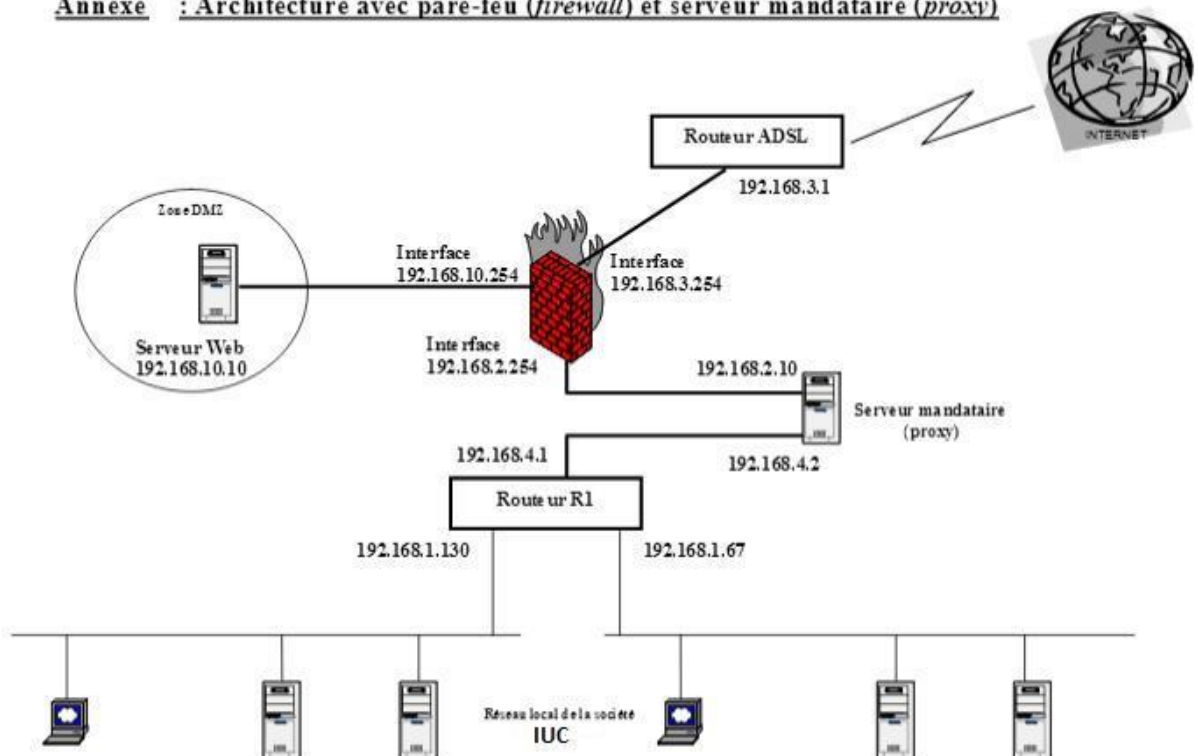 Annexe : Architecture avec pare-feu (firewall) et serveur mandataire (proxy)
INTERNET
Routeur ADSL
192.168.3.1
Zone DMZ
Interface
192.168.10.254
Interface
192.168.3.254
Serveur Web
192.168.10.10
Interface
192.168.2.254
192.168.2.10
Serveur mandataire
(proxy)
192.168.4.1
192.168.4.2
Routeur R1
192.168.1.130
192.168.1.67
Réseau local de la société
IUC